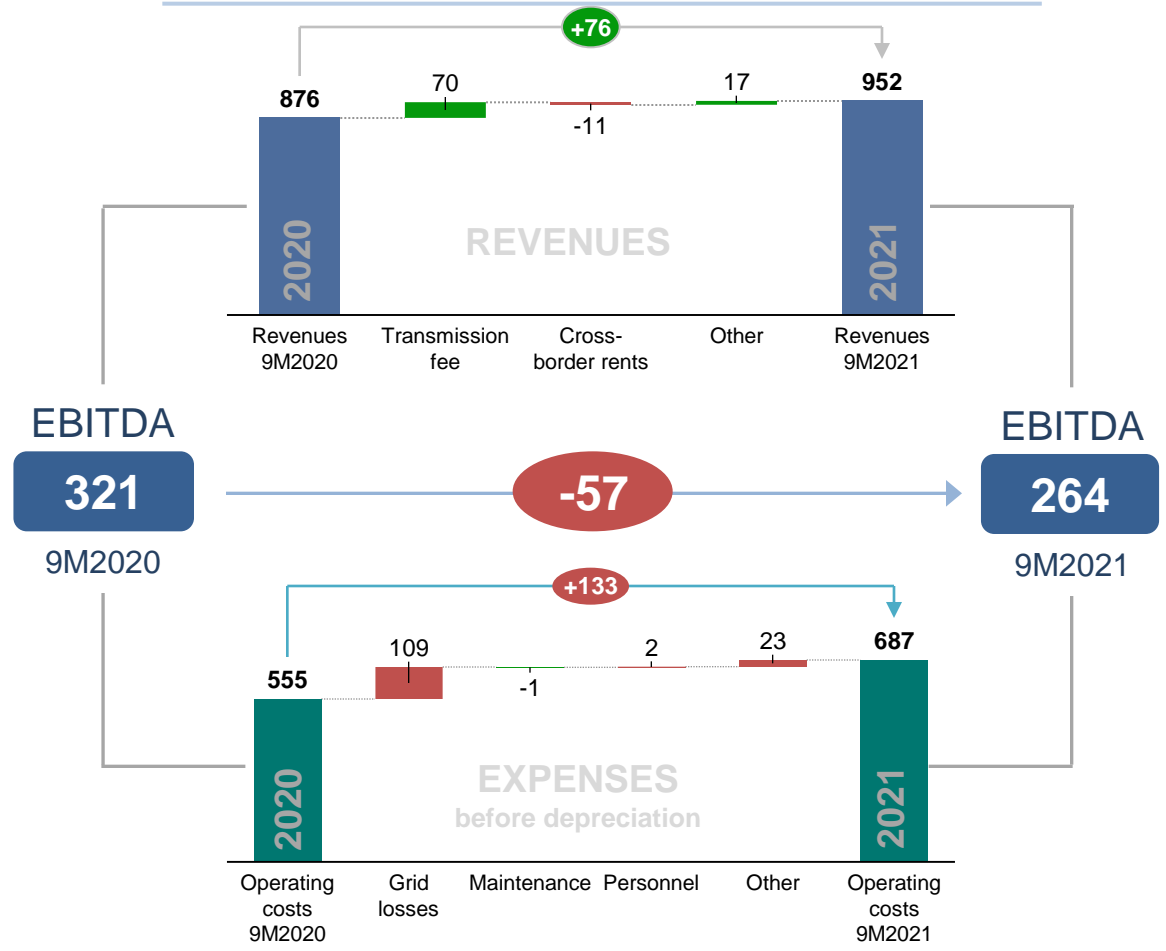 +76
876
70
-11
17
952
2020
REVENUES
2021
Revenues
9M2020
Transmission
fee
Cross-
border rents
Other
Revenues
9M2021
EBITDA
321
9M2020
-57
EBITDA
264
9M2021
+133
555
109
-1
2
23
687
2020
EXPENSES
before depreciation
2021
Operating
costs
9M2020
Grid
losses
Maintenance
Personnel
Other
Operating
costs
9M2021